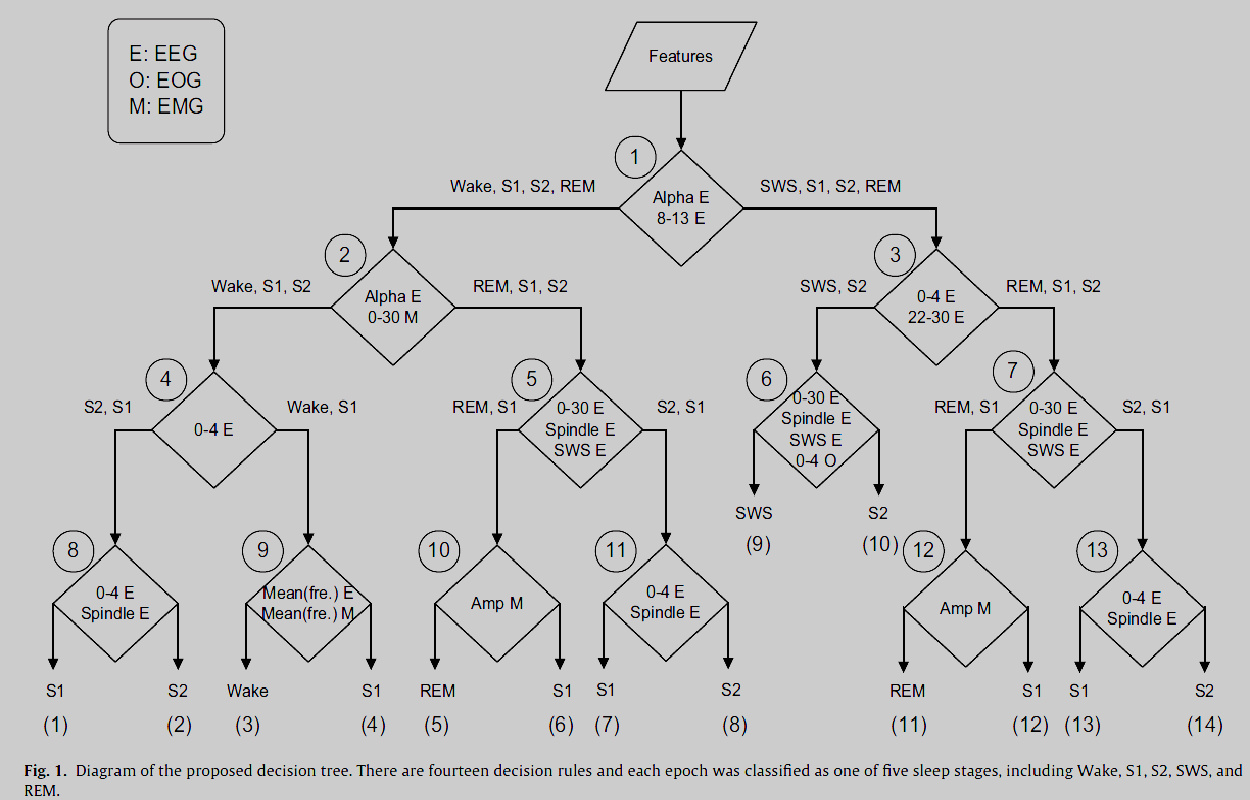 E: EEG
O: EOG
M: EMG
Features
1
Alpha E
8-13 E
Wake, S1, S2, REM
SWS, S1, S2, REM
2
Alpha E
0-30 M
Wake, S1, S2
REM, S1, S2
3
0-4 E
22-30 E
SWS, S2
REM, S1, S2
4
0-4 E
S2, S1
Wake, S1
5
0-30 E
Spindle E
SWS E
REM, S1
S2, S1
6
0-30 E
Spindle E
SWS E
0-4 O
SWS
(9)
S2
(10)
7
0-30 E
Spindle E
SWS E
REM, S1
S2, S1
8
0-4 E
Spindle E
S1
(1)
S2
(2)
9
Mean(fre.) E
Mean(fre.) M
Wake
(3)
S1
(4)
10
Amp M
REM
(5)
S1
(6)
11
0-4 E
Spindle E
S1
(7)
S2
(8)
12
Amp M
REM
(11)
S1
(12)
13
0-4 E
Spindle E
S1
(13)
S2
(14)
Fig. 1. Diagram of the proposed decision tree. There are fourteen decision rules and each epoch was classified as one of five sleep stages, including Wake, S1, S2, SWS, and
REM.